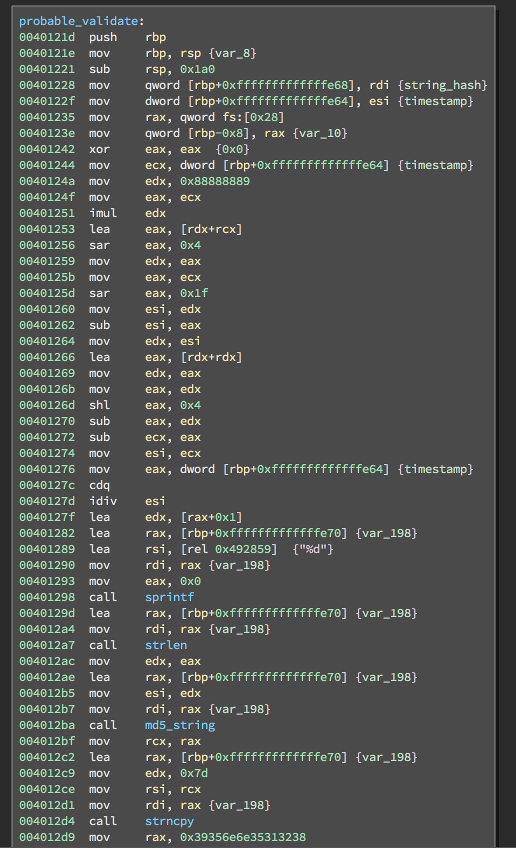 probable_validate:
0040121d push rbp
0040121e mov rbp, rsp {var_8}
00401221 sub rsp, 0x1a0
00401228 mov qword [rbp+0xfffffffffffffe68], rdi {string_hash}
0040122f mov dword [rbp+0xfffffffffffffe64], esi {timestamp}
00401235 mov rax, qword fs:[0x28]
0040123e mov qword [rbp-0x8], rax {var_10}
00401242 xor eax, eax {0x0}
00401244 mov ecx, dword [rbp+0xfffffffffffffe64] {timestamp}
0040124a mov edx, 0x88888889
0040124f mov eax, ecx
00401251 imul edx
00401253 lea eax, [rdx+rcx]
00401256 sar eax, 0x4
00401259 mov edx, eax
0040125b mov eax, ecx
0040125d sar eax, 0x1f
00401260 mov esi, edx
00401262 sub esi, eax
00401264 mov edx, esi
00401266 lea eax, [rdx+rdx]
00401269 mov edx, eax
0040126b mov eax, edx
0040126d shl eax, 0x4
00401270 sub eax, edx
00401272 sub ecx, eax
00401274 mov esi, ecx
00401276 mov eax, dword [rbp+0xfffffffffffffe64] {timestamp}
0040127c cdq
0040127d idiv esi
0040127f lea edx, [rax+0x1]
00401282 lea rax, [rbp+0xfffffffffffffe70] {var_198}
00401289 lea rsi, [rel 0x492859] {"%d"}
00401290 mov rdi, rax {var_198}
00401293 mov eax, 0x0
00401298 call sprintf
0040129d lea rax, [rbp+0xfffffffffffffe70] {var_198}
004012a4 mov rdi, rax {var_198}
004012a7 call strlen
004012ac mov edx, eax
004012ae lea rax, [rbp+0xfffffffffffffe70] {var_198}
004012b5 mov esi, edx
004012b7 mov rdi, rax {var_198}
004012ba call md5_string
004012bf mov rcx, rax
004012c2 lea rax, [rbp+0xfffffffffffffe70] {var_198}
004012c9 mov edx, 0x7d
004012ce mov rsi, rcx
004012d1 mov rdi, rax {var_198}
004012d4 call strncpy
004012d9 mov rax, 0x39356e6e35313238